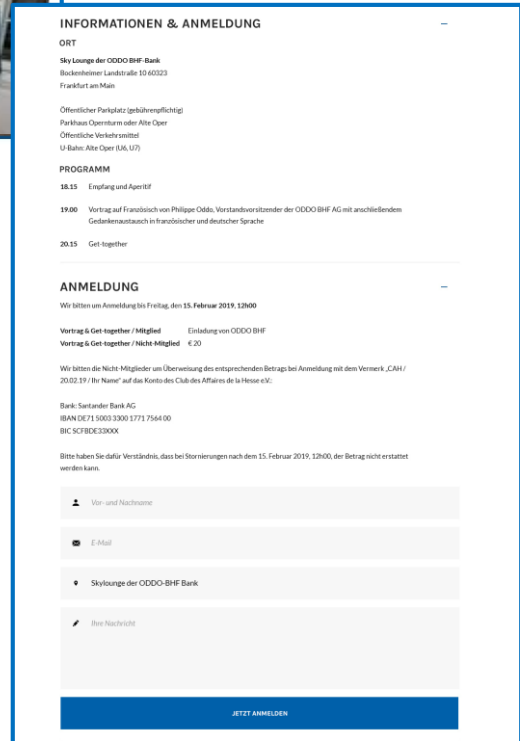 INFORMATIONEN & ANMELDUNG
ORT
Sky Lounge der ODDO BHF-Bank
Bockenheimer Landstraße 10 60323
Frankfurt am Main
Öffentlicher Parkplatz (gebührenpflichtig)
Parkhaus Opernturm oder Alte Oper
Öffentliche Verkehrsmittel
U-Bahn: Alte Oper (U6, U7)
PROGRAMM
18.15 Empfang und Aperitif
19.00 Vortrag auf Französisch von Philippe Oddo, Vorstandsvorsitzender der ODDO BHF AG mit anschließendem
Gedankenaustausch in französischer und deutscher Sprache
20.15 Get-together
ANMELDUNG
Wir bitten um Anmeldung bis Freitag, den 15. Februar 2019, 12h00
Vortrag & Get-together / Mitglied Einladung von ODDO BHF
Vortrag & Get-together / Nicht-Mitglied € 20
Wir bitten die Nicht-Mitglieder um Überweisung des entsprechenden Betrags bei Anmeldung mit dem Vermerk „CAH /
20.02.19 / Ihr Name" auf das Konto des Club des Affaires de la Hesse e.V.:
Bank: Santander Bank AG
IBAN DE71 5003 3300 1771 7564 00
BIC SCFBDE33XXX
Bitte haben Sie dafür Verständnis, dass bei Stornierungen nach dem 15. Februar 2019, 12h00, der Betrag nicht erstattet
werden kann.
Vor- und Nachname
E-Mail
Skylounge der ODDO-BHF Bank
Ihre Nachricht
JETZT ANMELDEN